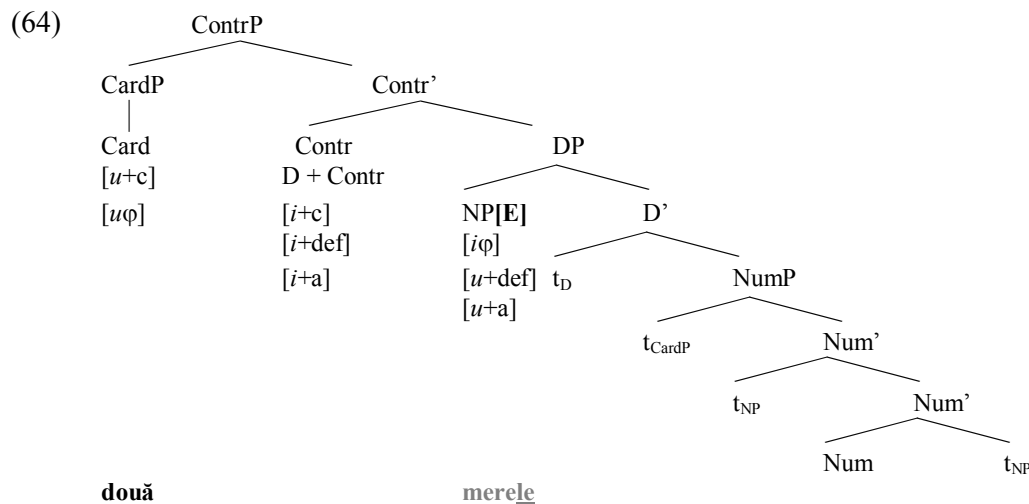 (64) ContrP
CardP Contr’
Card Contr DP
[u+c] D + Contr
[uφ] [i+c] NP[E] D’
[i+def] [iφ]
[i+a] [u+def] tD NumP
[u+a]
tCardP Num’
tNP Num’
Num tNP
două merele